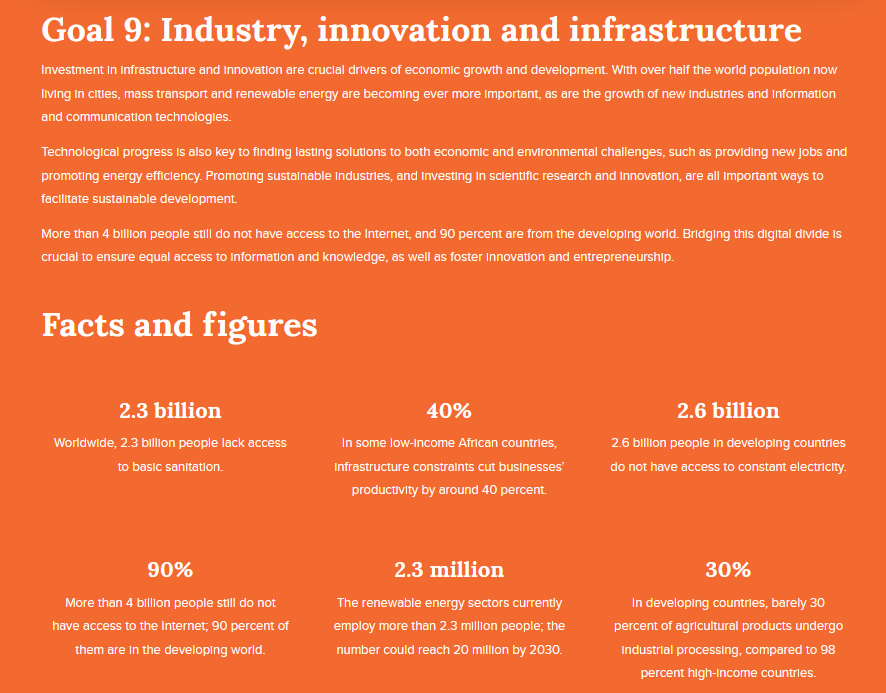 Goal 9: Industry, innovation and infrastructure
Investment in infrastructure and innovation are crucial drivers of economic growth and development. With over half the world population now
living in cities, mass transport and renewable energy are becoming ever more important, as are the growth of new industries and information
and communication technologies.
Technological progress is also key to finding lasting solutions to both economic and environmental challenges, such as providing new jobs and
promoting energy efficiency. Promoting sustainable industries, and investing in scientific research and innovation, are all important ways to
facilitate sustainable development.
More than 4 billion people still do not have access to the Internet, and 90 percent are from the developing world. Bridging this digital divide is
crucial to ensure equal access to information and knowledge, as well as foster innovation and entrepreneurship.
Facts and figures
2.3 billion
Worldwide, 2.3 billion people lack access
to basic sanitation.
40%
In some low-income African countries,
infrastructure constraints cut businesses'
productivity by around 40 percent.
2.6 billion
2.6 billion people in developing countries
do not have access to constant electricity.
90%
More than 4 billion people still do not
have access to the Internet; 90 percent of
them are in the developing world.
2.3 million
The renewable energy sectors currently
employ more than 2.3 million people; the
number could reach 20 million by 2030.
30%
In developing countries, barely 30
percent of agricultural products undergo
industrial processing, compared to 98
percent high-income countries.